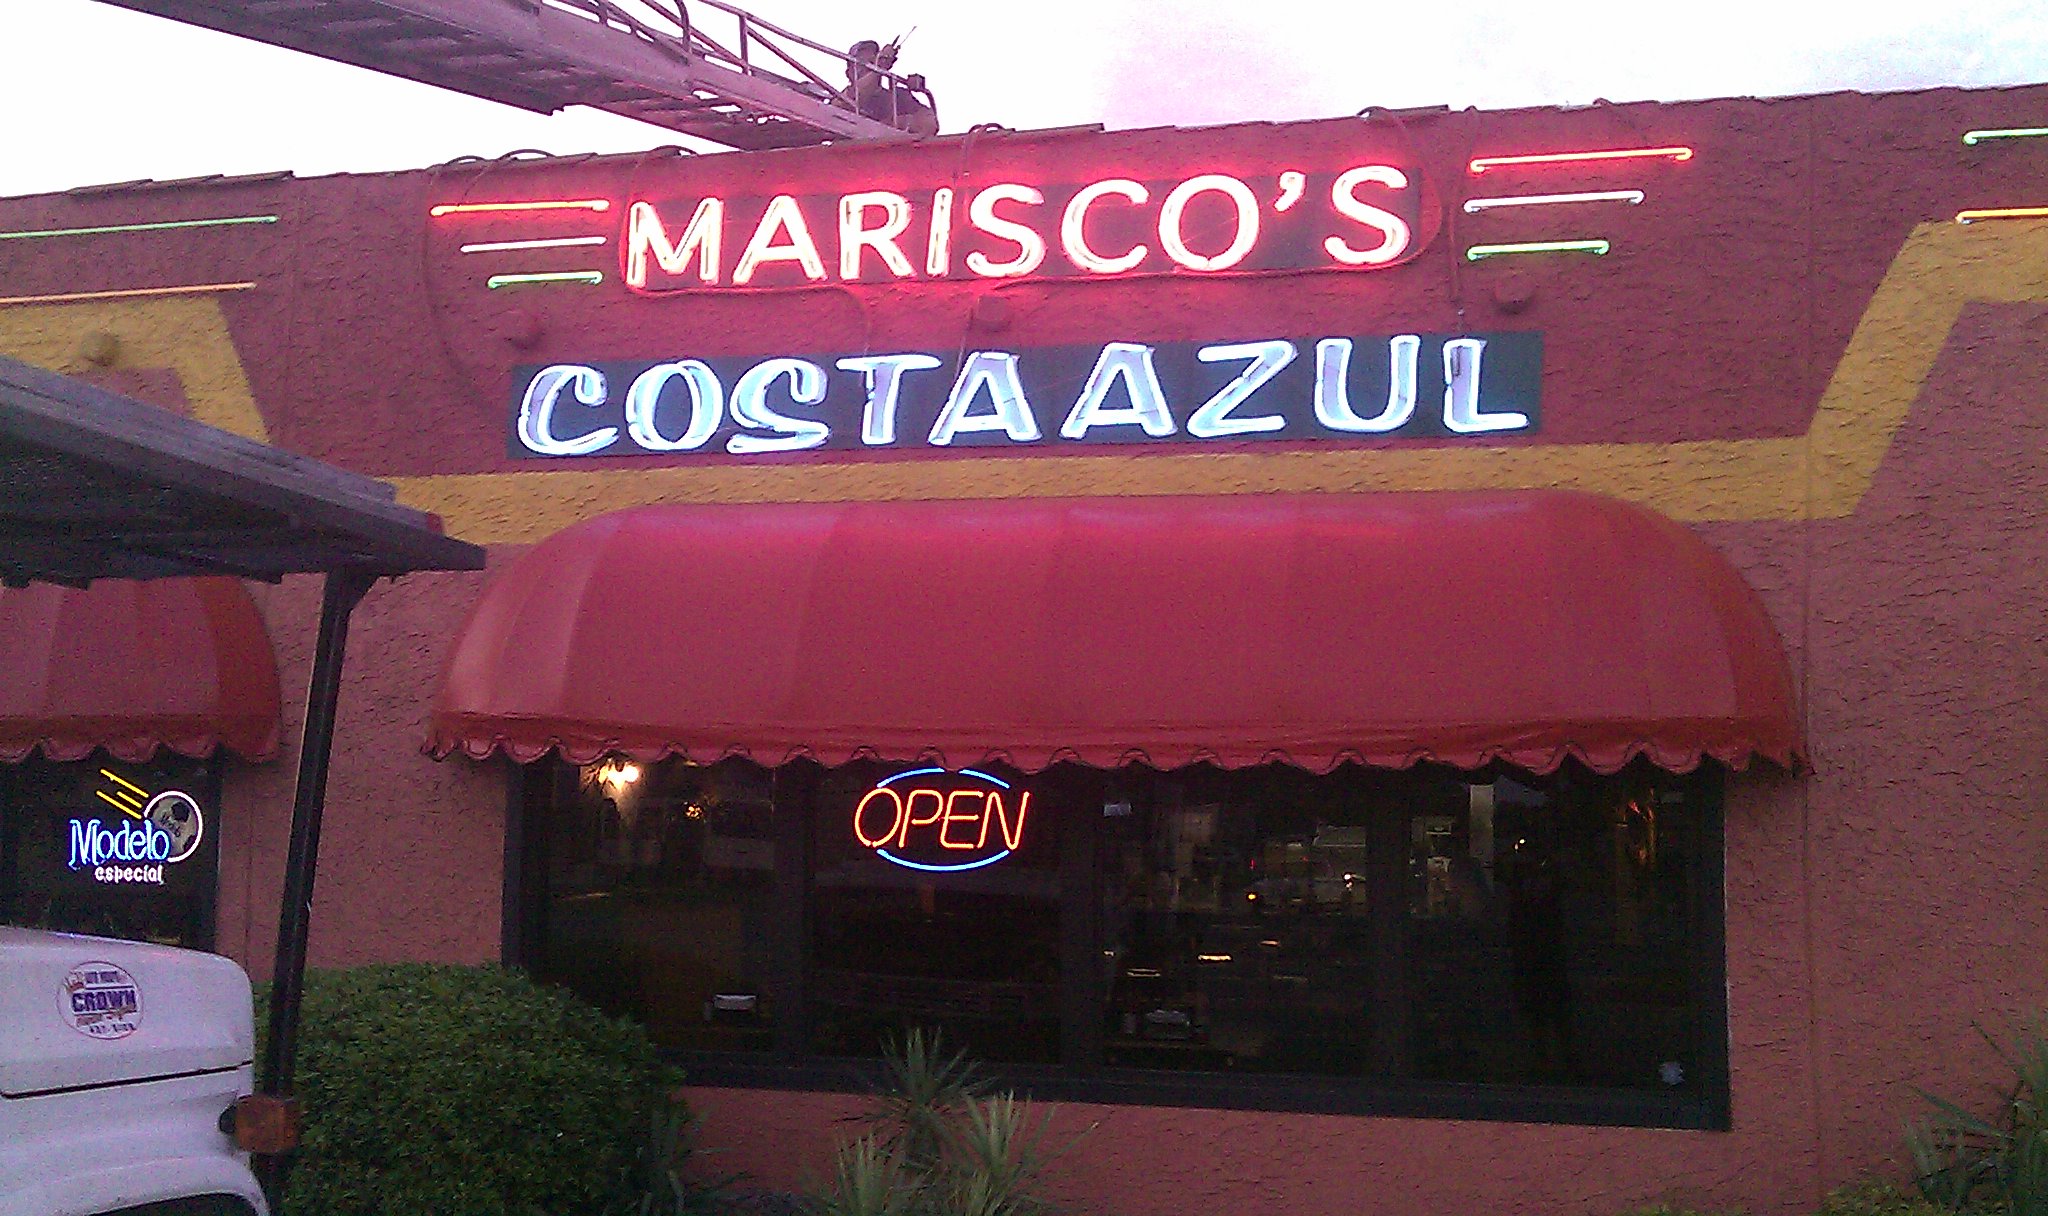 MARISCO'S
COSTA AZUL
OPEN
Modelo
especial
CROWN